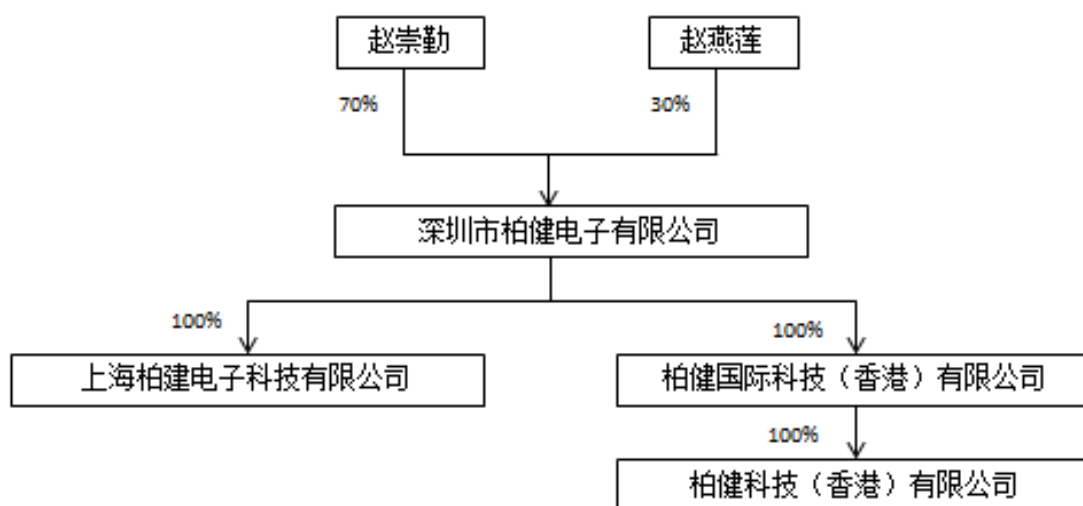 赵崇勤
赵燕莲
70%
30%
深圳市柏健电子有限公司
100%
100%
上海柏建电子科技有限公司
柏健国际科技（香港）有限公司
100%
柏健科技（香港）有限公司